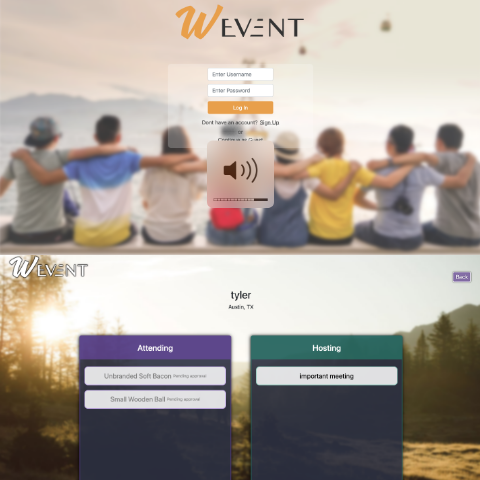 WEVENT
Enter Username
Enter Password
Log In
Dont have an account? Sign Up
or
Continue as Guest
WEVENT
Back
tyler
Austin, TX
Attending
Hosting
Unbranded Soft Bacon Pending approval
important meeting
Small Wooden Ball Pending approval